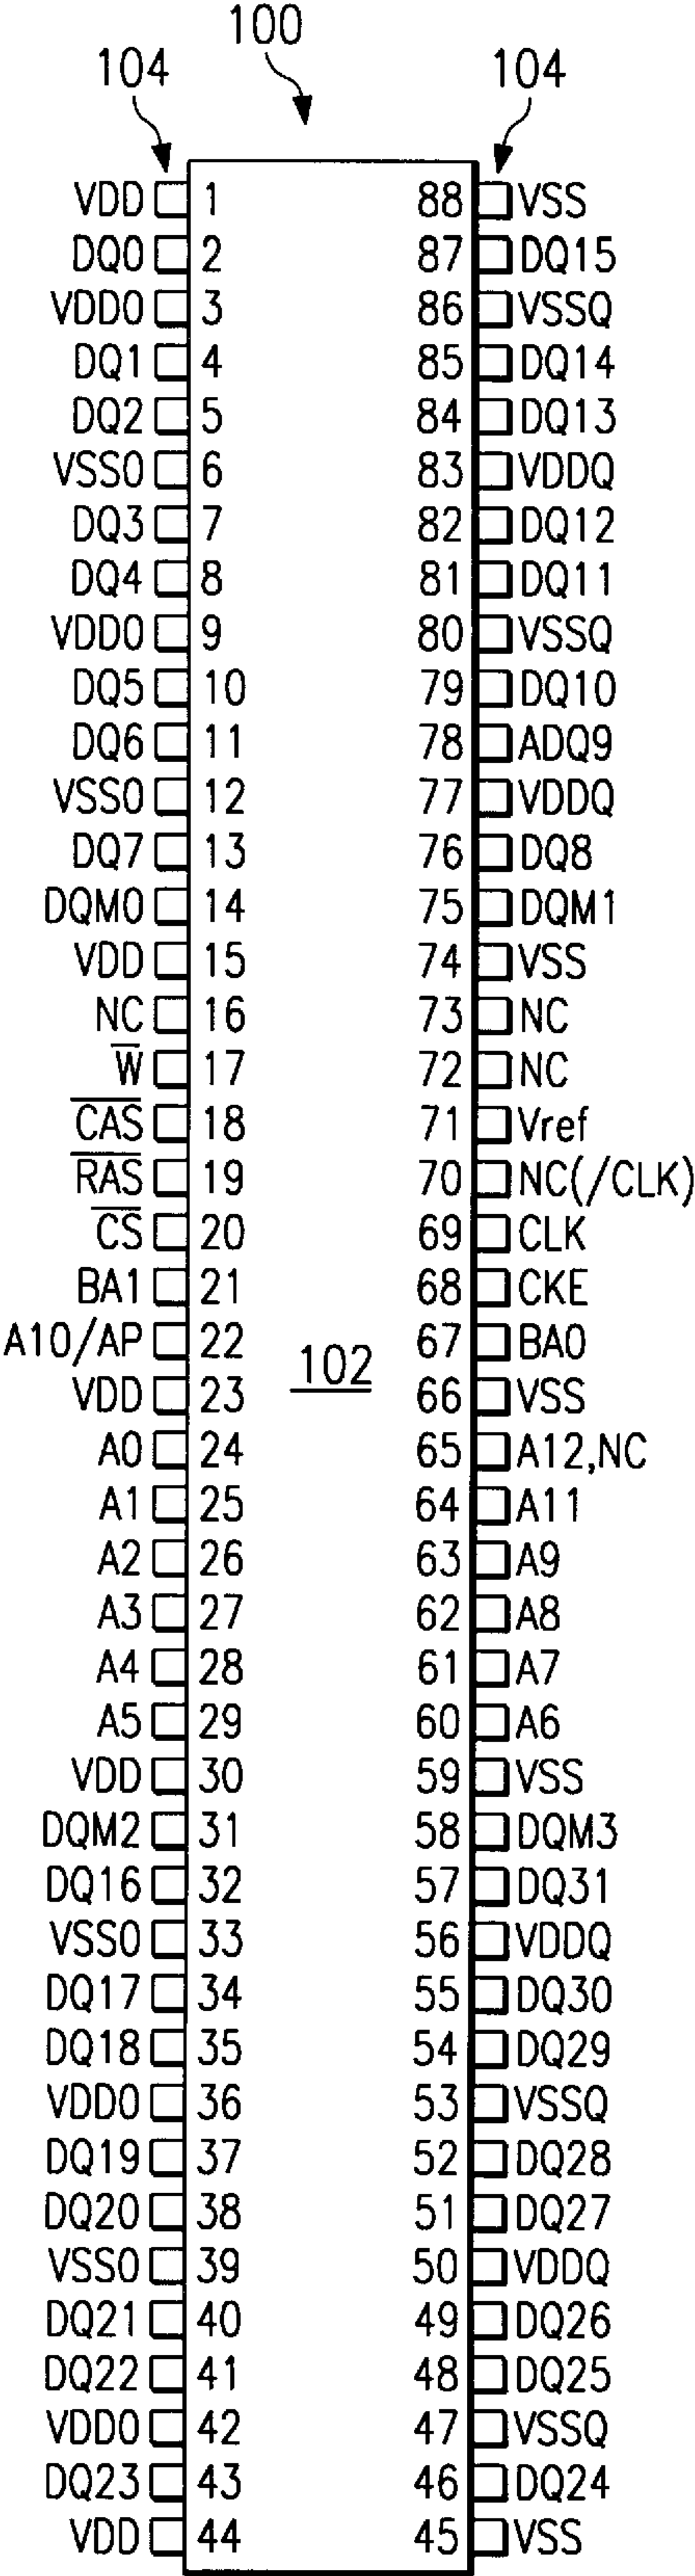 100
104 104
VDD 1 88 VSS
DQ0 2 87 DQ15
VDD0 3 86 VSSQ
DQ1 4 85 DQ14
DQ2 5 84 DQ13
VSS0 6 83 VDDQ
DQ3 7 82 DQ12
DQ4 8 81 DQ11
VDD0 9 80 VSSQ
DQ5 10 79 DQ10
DQ6 11 78 ADQ9
VSS0 12 77 VDDQ
DQ7 13 76 DQ8
DQM0 14 75 DQM1
VDD 15 74 VSS
NC 16 73 NC
W̅ 17 72 NC
C̅A̅S̅ 18 71 Vref
R̅A̅S̅ 19 70 NC(/CLK)
C̅S̅ 20 69 CLK
BA1 21 68 CKE
A10/AP 22 67 BA0
102
VDD 23 66 VSS
A0 24 65 A12,NC
A1 25 64 A11
A2 26 63 A9
A3 27 62 A8
A4 28 61 A7
A5 29 60 A6
VDD 30 59 VSS
DQM2 31 58 DQM3
DQ16 32 57 DQ31
VSS0 33 56 VDDQ
DQ17 34 55 DQ30
DQ18 35 54 DQ29
VDD0 36 53 VSSQ
DQ19 37 52 DQ28
DQ20 38 51 DQ27
VSS0 39 50 VDDQ
DQ21 40 49 DQ26
DQ22 41 48 DQ25
VDD0 42 47 VSSQ
DQ23 43 46 DQ24
VDD 44 45 VSS